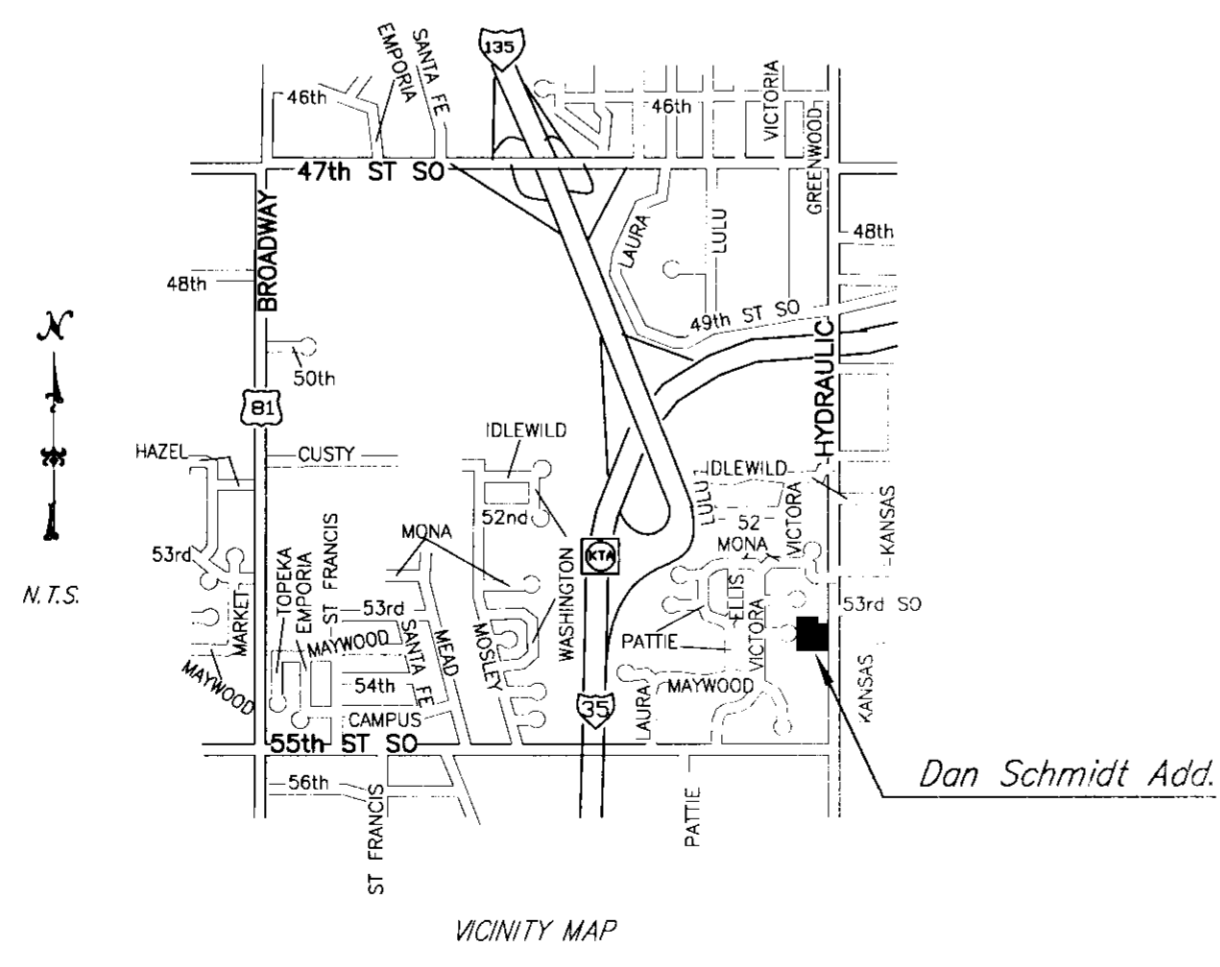 135
SANTA FE
EMPORIA
46th
46th
VICTORIA
GREENWOOD
47th ST SO
BROADWAY
LAURA
LULU
48th
48th
N
49th ST SO
HYDRAULIC
50th
81
IDLEWILD
HAZEL
CUSTY
IDLEWILD
LULU
52nd
52
VICTORA
KANSAS
MONA
MONA
KTA
53rd
N.T.S.
MARKET
TOPEKA
EMPORIA
ST FRANCIS
53rd
WASHINGTON
ELLIS
53rd SO
MAYWOOD
SANTA FE
MEAD
MOSLEY
PATTIE
VICTORA
MAYWOOD
54th
MAYWOOD
KANSAS
LAURA
35
CAMPUS
55th ST SO
56th
ST FRANCIS
PATTIE
Dan Schmidt Add.
VICINITY MAP